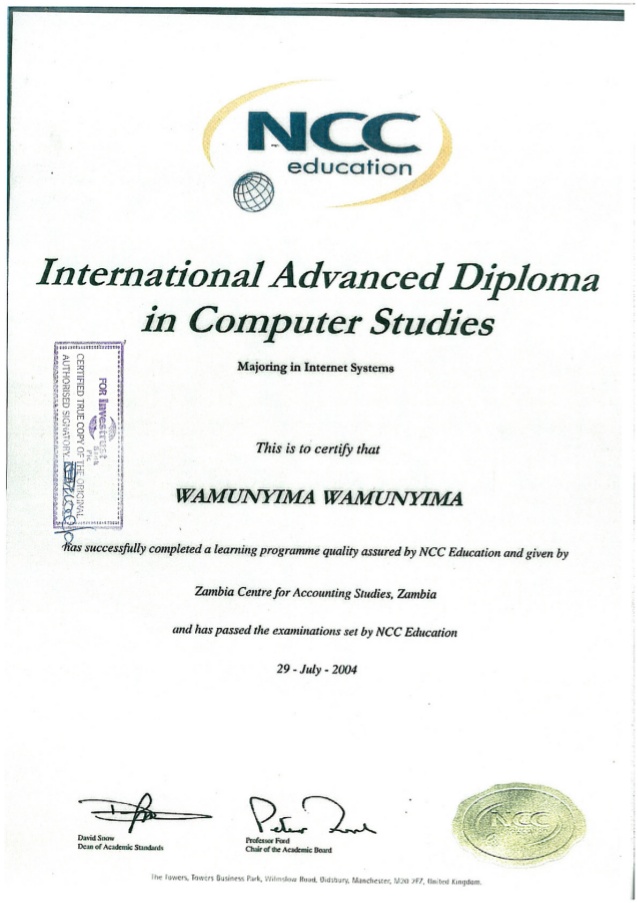 NCC
education
International Advanced Diploma
in Computer Studies
Majoring in Internet Systems
FOR Investrust
Bank
Plc
CERTIFIED TRUE COPY OF THE ORIGINAL
AUTHORISED SIGNATORY
This is to certify that
WAMUNYIMA WAMUNYIMA
has successfully completed a learning programme quality assured by NCC Education and given by
Zambia Centre for Accounting Studies, Zambia
and has passed the examinations set by NCC Education
29 - July - 2004
David Snow
Dean of Academic Standards
Peter Ford
Professor Ford
Chair of the Academic Board
NCC
The Towers, Towers Business Park, Wilmslow Road, Didsbury, Manchester, M20 2EZ, United Kingdom.